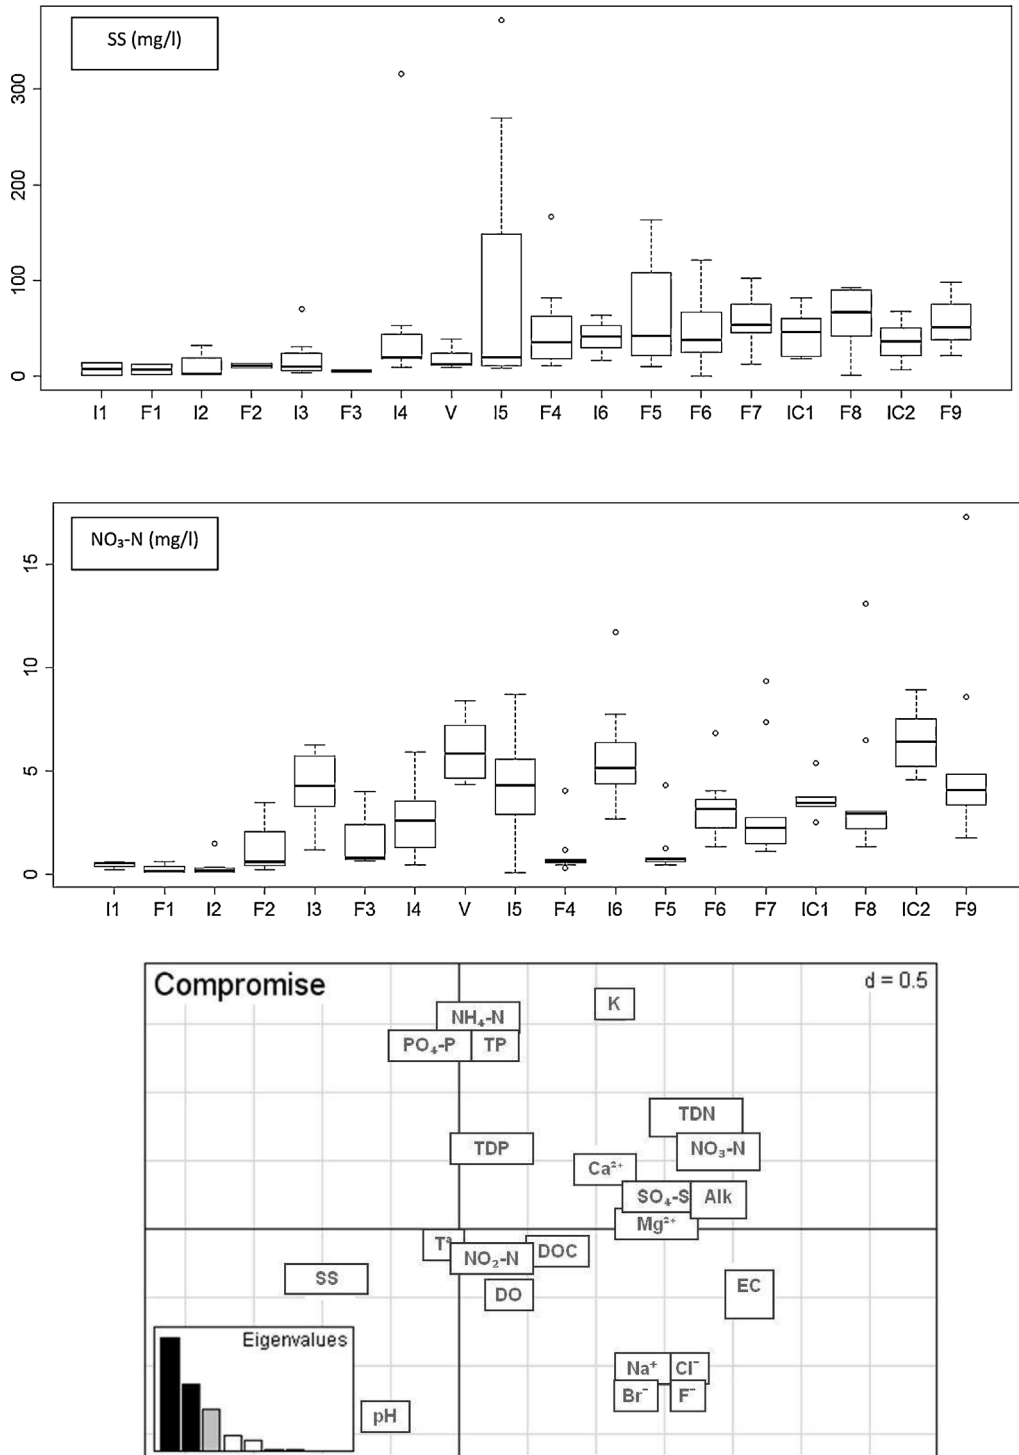 SS (mg/l)
300
200
100
0
I1 F1 I2 F2 I3 F3 I4 V I5 F4 I6 F5 F6 F7 IC1 F8 IC2 F9
NO₃-N (mg/l)
15
10
5
0
I1 F1 I2 F2 I3 F3 I4 V I5 F4 I6 F5 F6 F7 IC1 F8 IC2 F9
Compromise d = 0.5
K
NH₄-N
PO₄-P TP
TDN
TDP NO₃-N
Ca²⁺
SO₄-S Alk
Mg²⁺
NO₂-N DOC
SS EC
DO
Eigenvalues
Na⁺ Cl⁻
Br⁻ F⁻
pH